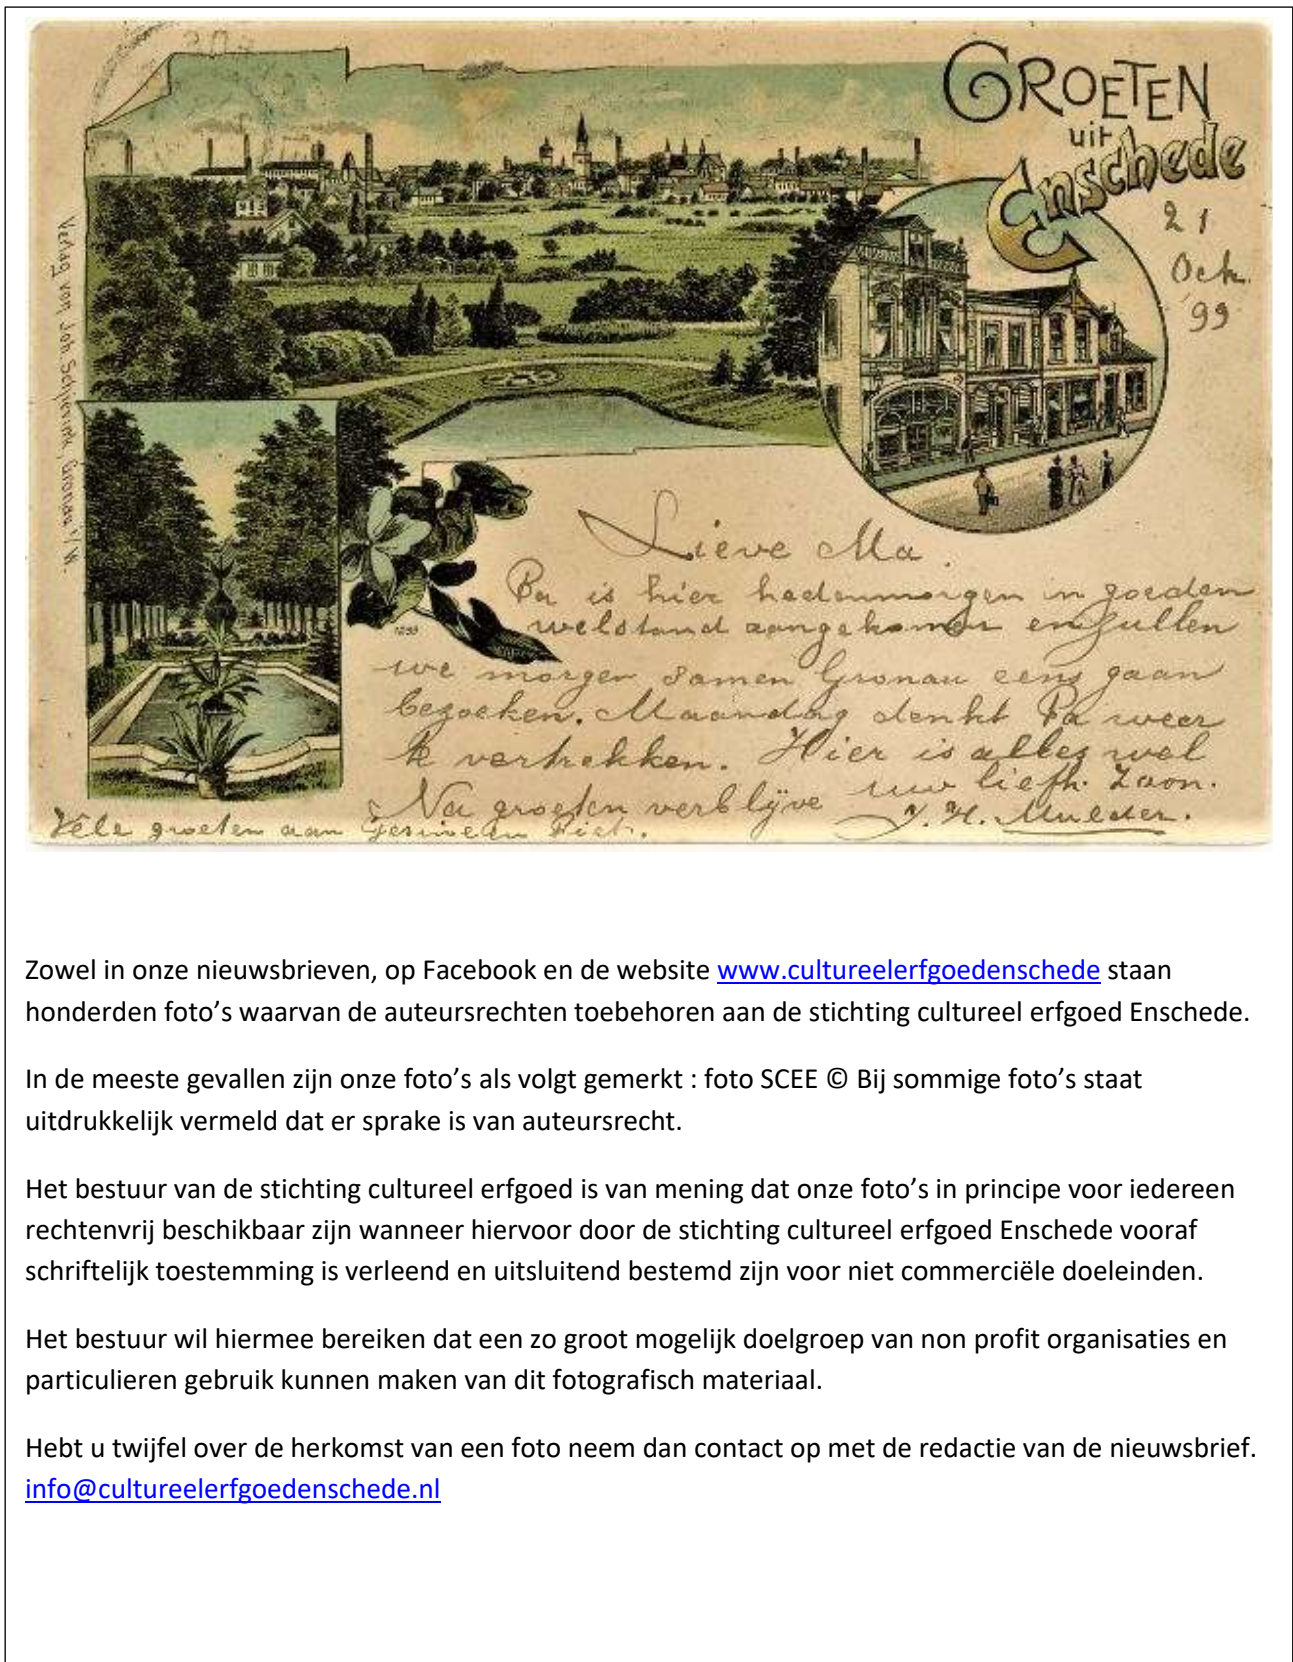 GROETEN
uit
Enschede
21
Oct.
'99
Verlag von Joh. Schiverink, Gronau i/W.
Lieve Ma
Pa is hier hedenmorgen in goeden
welstand aangekomen en zullen
we morgen samen Gronau eens gaan
bezoeken. Maandag denkt Pa weer
te vertrekken. Hier is alles wel
Na groeten verblijve uw liefh. Zoon.
J. H. Mulder.
Vele groeten aan en Piet.
1293
Zowel in onze nieuwsbrieven, op Facebook en de website www.cultureelerfgoedenschede staan
honderden foto’s waarvan de auteursrechten toebehoren aan de stichting cultureel erfgoed Enschede.
In de meeste gevallen zijn onze foto’s als volgt gemerkt : foto SCEE © Bij sommige foto’s staat
uitdrukkelijk vermeld dat er sprake is van auteursrecht.
Het bestuur van de stichting cultureel erfgoed is van mening dat onze foto’s in principe voor iedereen
rechtenvrij beschikbaar zijn wanneer hiervoor door de stichting cultureel erfgoed Enschede vooraf
schriftelijk toestemming is verleend en uitsluitend bestemd zijn voor niet commerciële doeleinden.
Het bestuur wil hiermee bereiken dat een zo groot mogelijk doelgroep van non profit organisaties en
particulieren gebruik kunnen maken van dit fotografisch materiaal.
Hebt u twijfel over de herkomst van een foto neem dan contact op met de redactie van de nieuwsbrief.
info@cultureelerfgoedenschede.nl